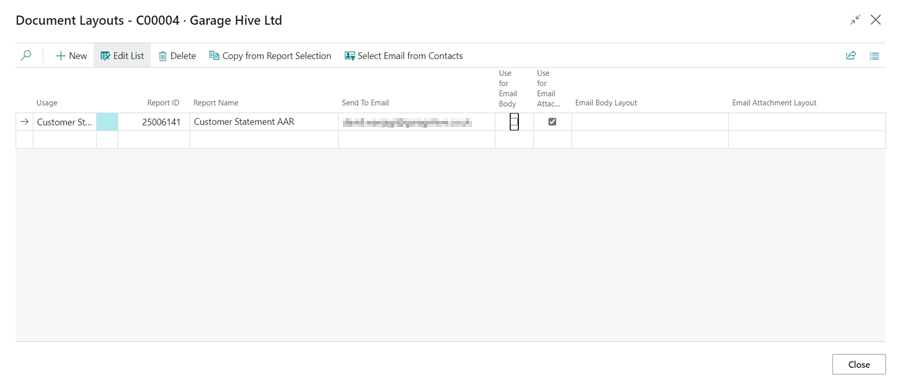 Document Layouts - C00004 · Garage Hive Ltd
New Edit List Delete Copy from Report Selection Select Email from Contacts
Usage Report ID Report Name Send To Email Use for Email Body Use for Email Attac... Email Body Layout Email Attachment Layout
Customer St... 25006141 Customer Statement AAR
Close